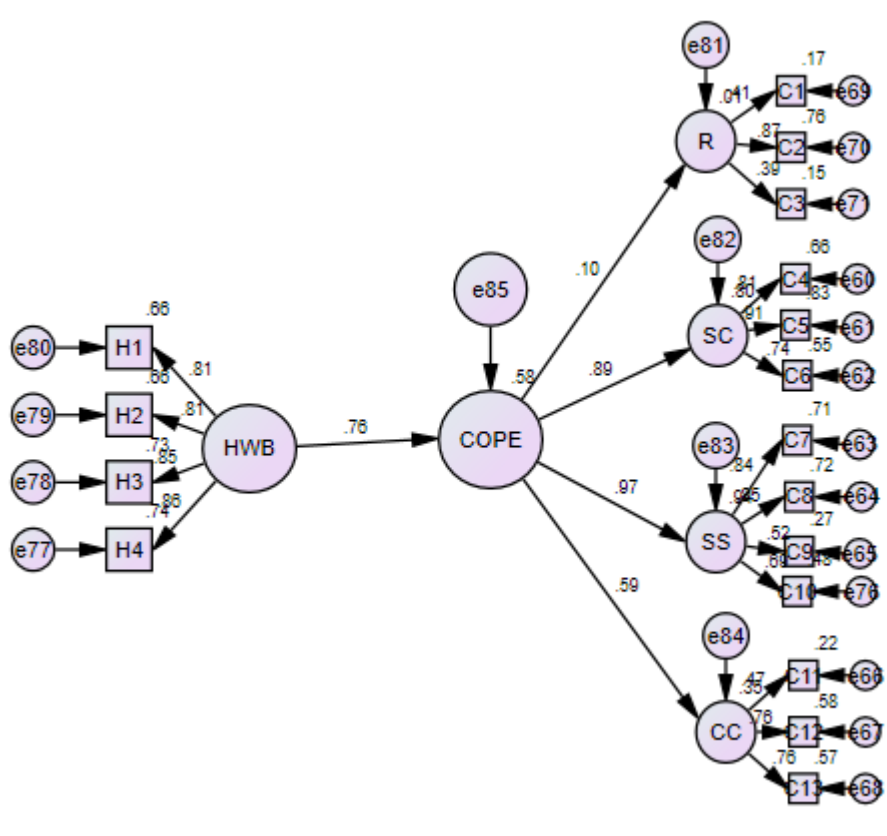 e81
.17
.41
C1
e69
.76
R
.87
C2
e70
.39
.15
C3
e71
e82
.66
.10
.81
C4
e60
.80
.83
e85
.91
C5
e61
.66
SC
.55
e80
H1
.74
C6
e62
.58
.89
.81
.66
.71
e79
H2
.81
C7
e63
COPE
e83
.76
.84
.73
HWB
.72
.85
e78
H3
.97
C8
e64
.27
.74
.86
.52
SS
C9
e65
e77
H4
C10
e76
.59
e84
.22
.47
C11
e66
.35
.58
.76
CC
C12
e67
.76
.57
C13
e68